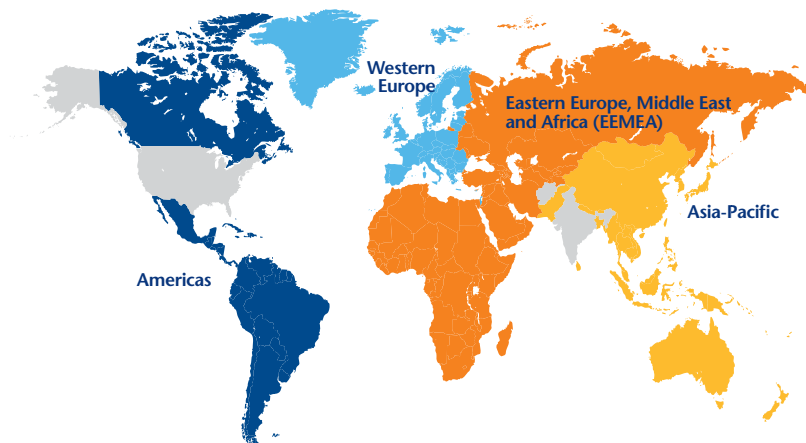 Western
Europe
Eastern Europe, Middle East
and Africa (EEMEA)
Asia-Pacific
Americas